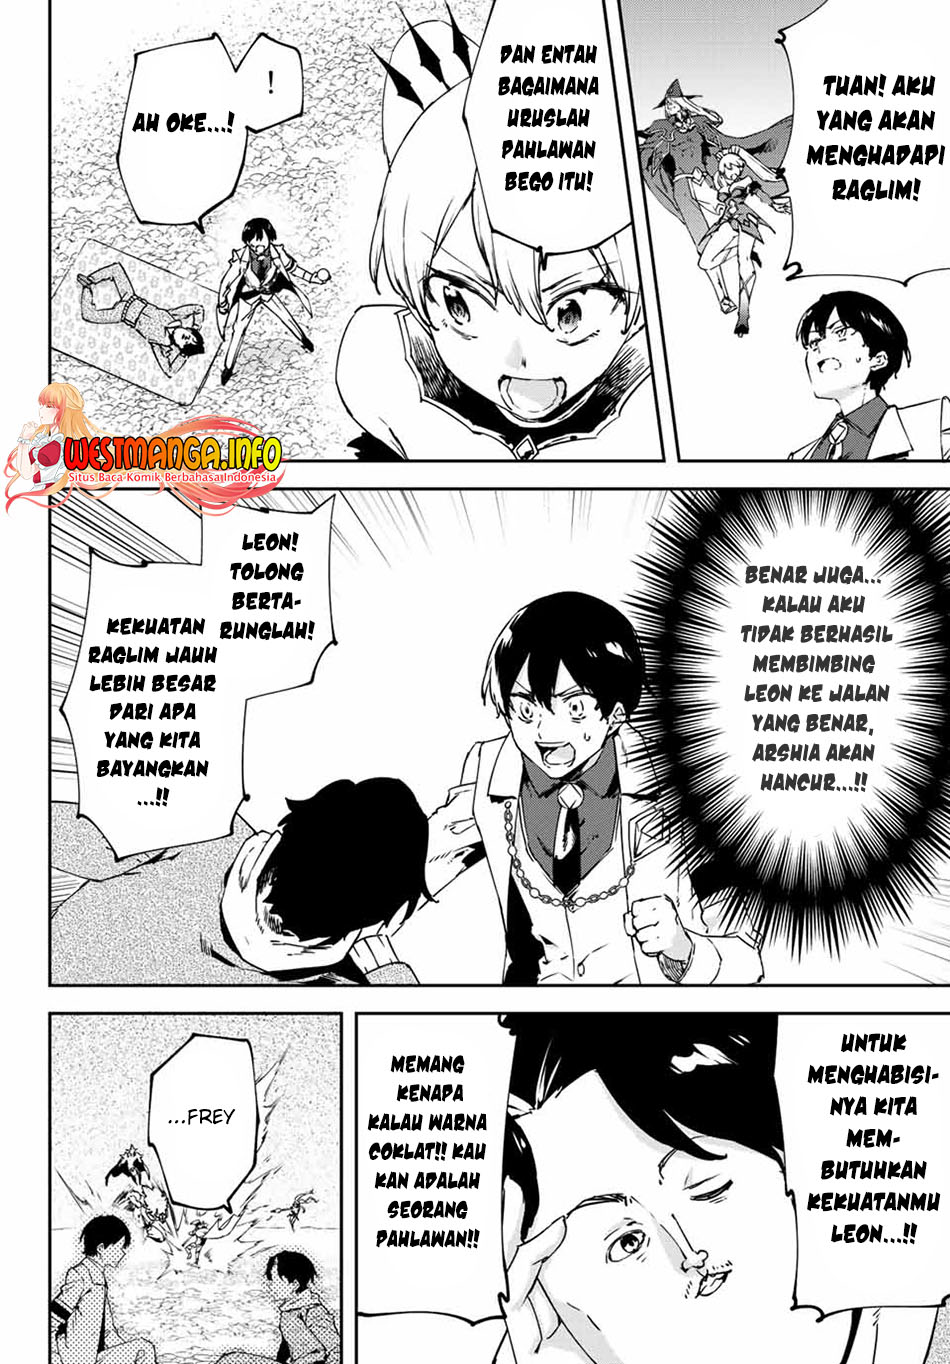 TUAN! AKU
YANG AKAN
MENGHADAPI
RAGLIM!
DAN ENTAH
BAGAIMANA
URUSLAH
PAHLAWAN
BEGO ITU!
!
AH OKE...!
WESTMANGA.INFO
Situs Baca Komik Berbahasa Indonesia
BENAR JUGA...
KALAU AKU
TIDAK BERHASIL
MEMBIMBING
LEON KE JALAN
YANG BENAR,
ARSHIA AKAN
HANCUR...!!
LEON!
TOLONG
BERTA-
RUNGLAH!
KEKUATAN
RAGLIM JAUH
LEBIH BESAR
DARI APA
YANG KITA
BAYANGKAN
...!!
UNTUK
MENGHABISI-
NYA KITA
MEM-
BUTUHKAN
KEKUATANMU
LEON...!!
MEMANG
KENAPA
KALAU WARNA
COKLAT!! KAU
KAN ADALAH
SEORANG
PAHLAWAN!!
...FREY